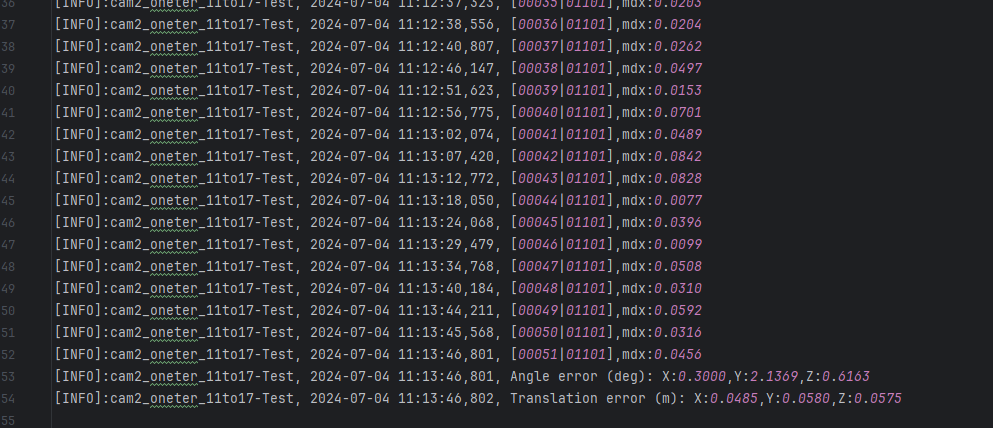 36 [INFO]:cam2_oneter_11to17-Test, 2024-07-04 11:12:37,323, [00035|01101],mdx:0.0203
37 [INFO]:cam2_oneter_11to17-Test, 2024-07-04 11:12:38,556, [00036|01101],mdx:0.0204
38 [INFO]:cam2_oneter_11to17-Test, 2024-07-04 11:12:40,807, [00037|01101],mdx:0.0262
39 [INFO]:cam2_oneter_11to17-Test, 2024-07-04 11:12:46,147, [00038|01101],mdx:0.0497
40 [INFO]:cam2_oneter_11to17-Test, 2024-07-04 11:12:51,623, [00039|01101],mdx:0.0153
41 [INFO]:cam2_oneter_11to17-Test, 2024-07-04 11:12:56,775, [00040|01101],mdx:0.0701
42 [INFO]:cam2_oneter_11to17-Test, 2024-07-04 11:13:02,074, [00041|01101],mdx:0.0489
43 [INFO]:cam2_oneter_11to17-Test, 2024-07-04 11:13:07,420, [00042|01101],mdx:0.0842
44 [INFO]:cam2_oneter_11to17-Test, 2024-07-04 11:13:12,772, [00043|01101],mdx:0.0828
45 [INFO]:cam2_oneter_11to17-Test, 2024-07-04 11:13:18,050, [00044|01101],mdx:0.0077
46 [INFO]:cam2_oneter_11to17-Test, 2024-07-04 11:13:24,068, [00045|01101],mdx:0.0396
47 [INFO]:cam2_oneter_11to17-Test, 2024-07-04 11:13:29,479, [00046|01101],mdx:0.0099
48 [INFO]:cam2_oneter_11to17-Test, 2024-07-04 11:13:34,768, [00047|01101],mdx:0.0508
49 [INFO]:cam2_oneter_11to17-Test, 2024-07-04 11:13:40,184, [00048|01101],mdx:0.0310
50 [INFO]:cam2_oneter_11to17-Test, 2024-07-04 11:13:44,211, [00049|01101],mdx:0.0592
51 [INFO]:cam2_oneter_11to17-Test, 2024-07-04 11:13:45,568, [00050|01101],mdx:0.0316
52 [INFO]:cam2_oneter_11to17-Test, 2024-07-04 11:13:46,801, [00051|01101],mdx:0.0456
53 [INFO]:cam2_oneter_11to17-Test, 2024-07-04 11:13:46,801, Angle error (deg): X:0.3000,Y:2.1369,Z:0.6163
54 [INFO]:cam2_oneter_11to17-Test, 2024-07-04 11:13:46,802, Translation error (m): X:0.0485,Y:0.0580,Z:0.0575
55